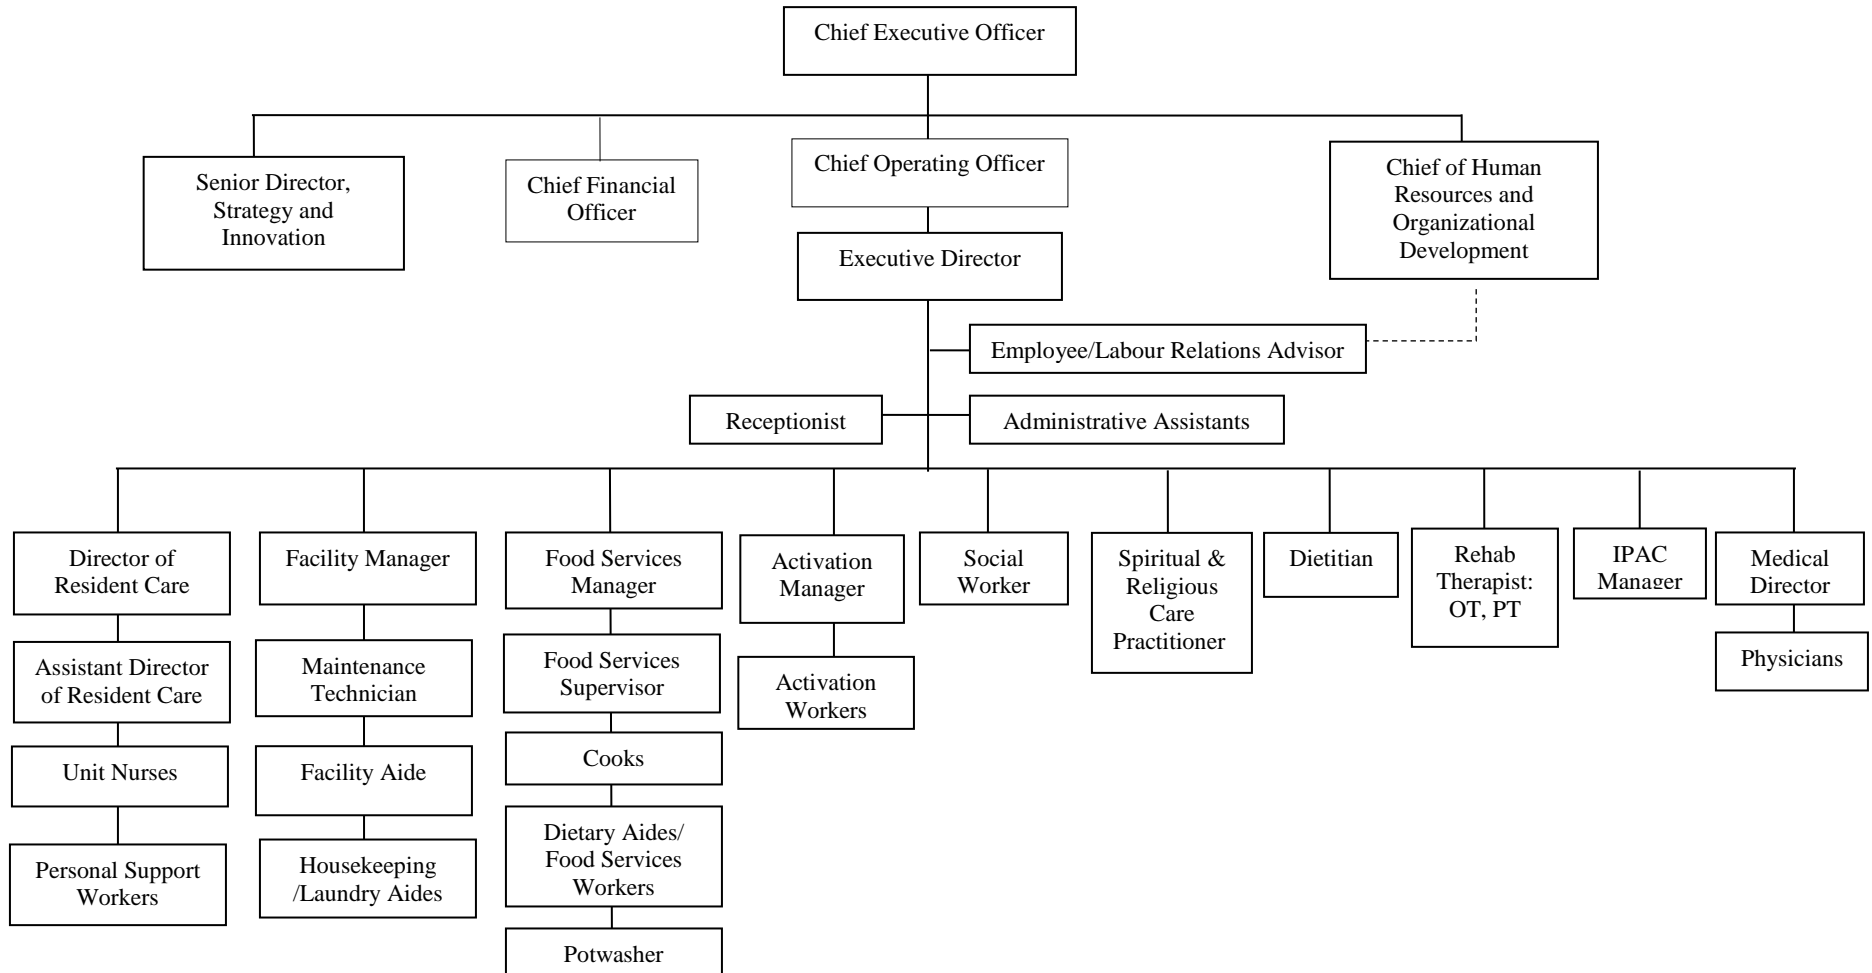 Chief Executive Officer
Senior Director,
Strategy and
Innovation
Chief Financial
Officer
Chief Operating Officer
Chief of Human
Resources and
Organizational
Development
Executive Director
Employee/Labour Relations Advisor
Receptionist
Administrative Assistants
Director of
Resident Care
Facility Manager
Food Services
Manager
Activation
Manager
Social
Worker
Spiritual &
Religious
Care
Practitioner
Dietitian
Rehab
Therapist:
OT, PT
IPAC
Manager
Medical
Director
Assistant Director
of Resident Care
Maintenance
Technician
Food Services
Supervisor
Activation
Workers
Physicians
Unit Nurses
Facility Aide
Cooks
Personal Support
Workers
Housekeeping
/Laundry Aides
Dietary Aides/
Food Services
Workers
Potwasher